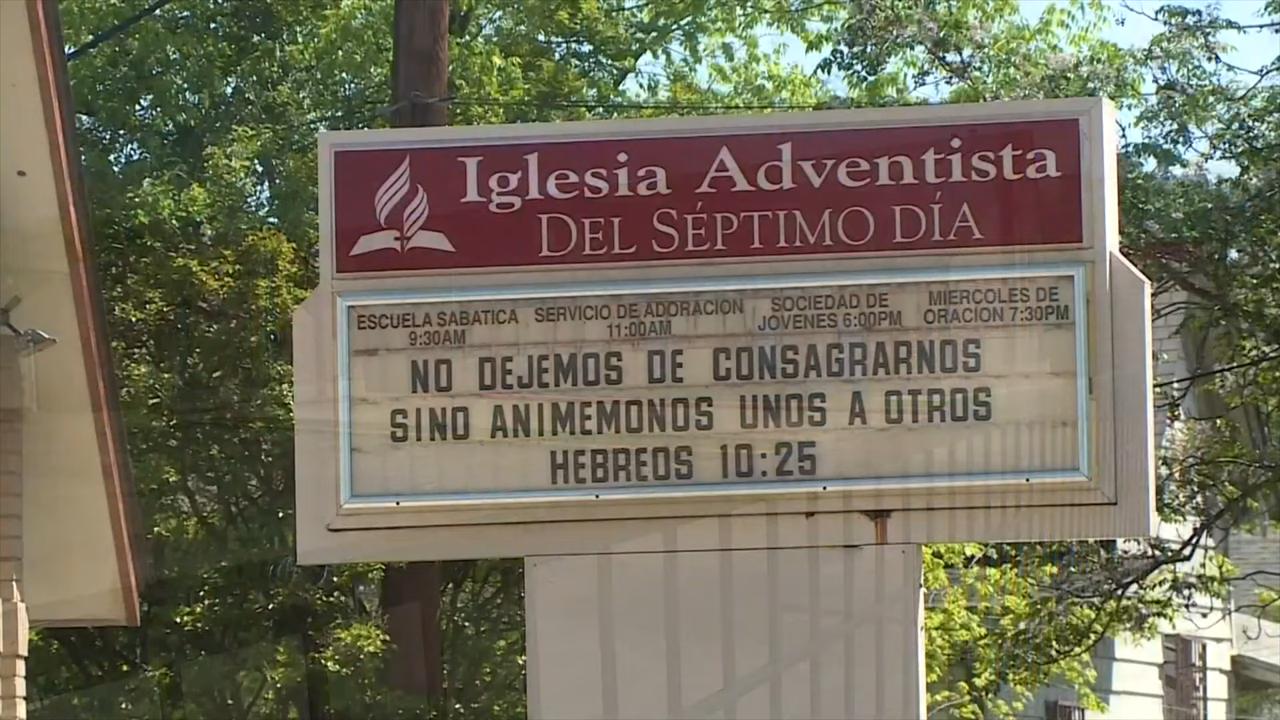 Iglesia Adventista
DEL SÉPTIMO DÍA
ESCUELA SABATICA
9:30AM
SERVICIO DE ADORACION
11:00AM
SOCIEDAD DE
JOVENES 6:00PM
MIERCOLES DE
ORACION 7:30PM
NO DEJEMOS DE CONSAGRARNOS
SINO ANIMEMONOS UNOS A OTROS
HEBREOS 10:25